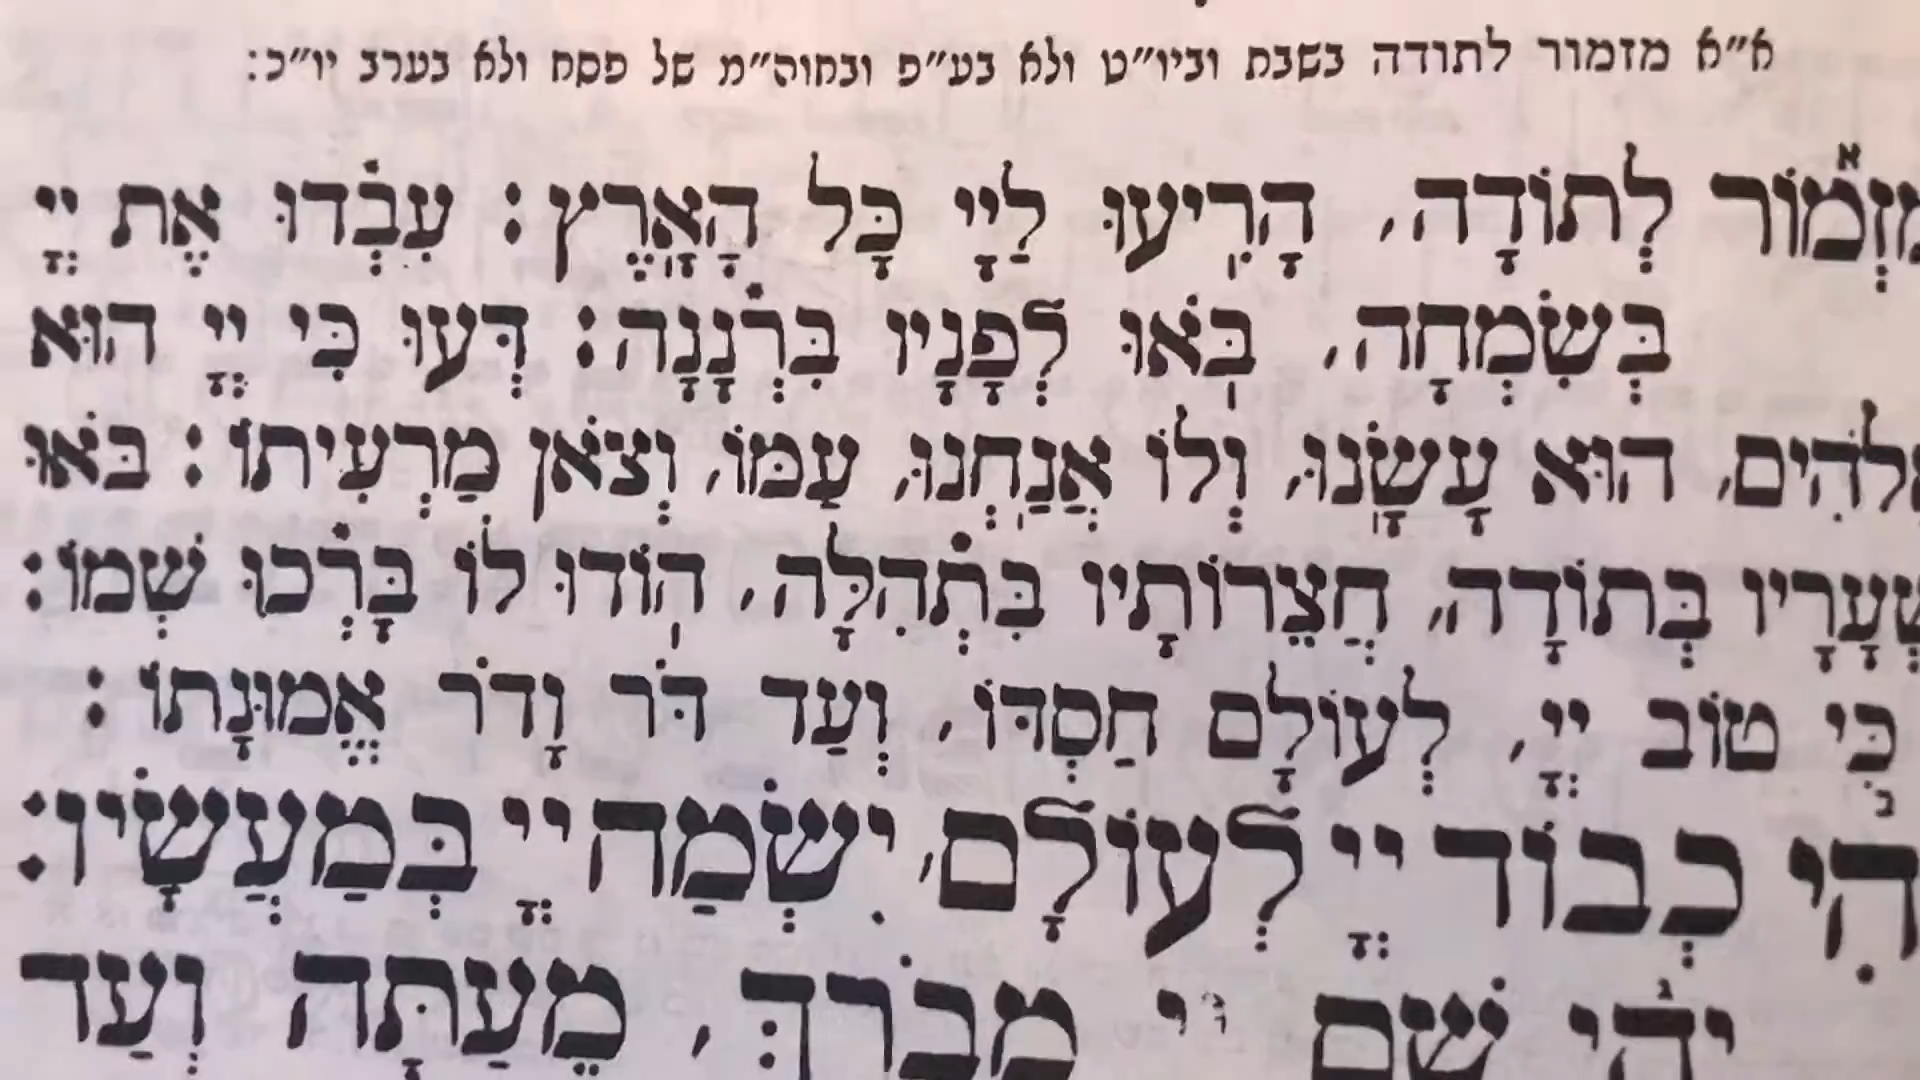 א״א מזמור לתודה בשבת וביו״ט ולא בע״פ ובחוה״מ של פסח ולא בערב יו״כ:
מִזְמוֹר לְתוֹדָה, הָרִיעוּ לַיְיָ כָּל הָאָרֶץ: עִבְדוּ אֶת יְיָ
בְּשִׂמְחָה, בֹּאוּ לְפָנָיו בִּרְנָנָה: דְּעוּ כִּי יְיָ הוּא
אֱלֹהִים, הוּא עָשָׂנוּ, וְלוֹ אֲנַחְנוּ, עַמּוֹ, וְצֹאן מַרְעִיתוֹ: בֹּאוּ
שְׁעָרָיו בְּתוֹדָה, חֲצֵרוֹתָיו בִּתְהִלָּה, הוֹדוּ לוֹ בָּרְכוּ שְׁמוֹ:
כִּי טוֹב יְיָ, לְעוֹלָם חַסְדּוֹ, וְעַד דֹּר וָדֹר אֱמוּנָתוֹ:
יְהִי כְבוֹד יְיָ לְעוֹלָם, יִשְׂמַח יְיָ בְּמַעֲשָׂיו:
יְהִי שֵׁם יְיָ מְבֹרָךְ, מֵעַתָּה וְעַד